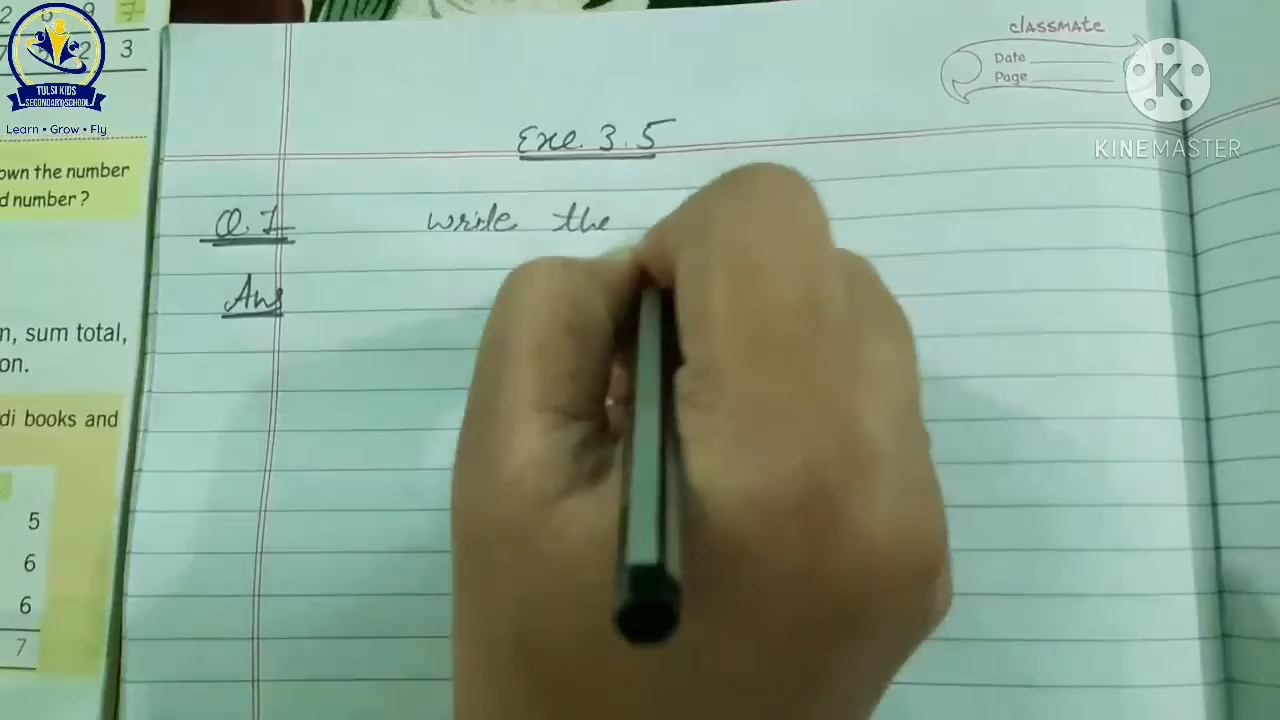 TULSI KIDS
SECONDARY SCHOOL
Learn • Grow • Fly
3
own the number
d number?
n, sum total,
on.
di books and
5
6
6
7
classmate
Date
Page
K
KINEMASTER
Exe. 3.5
Q.1 write the
Ans